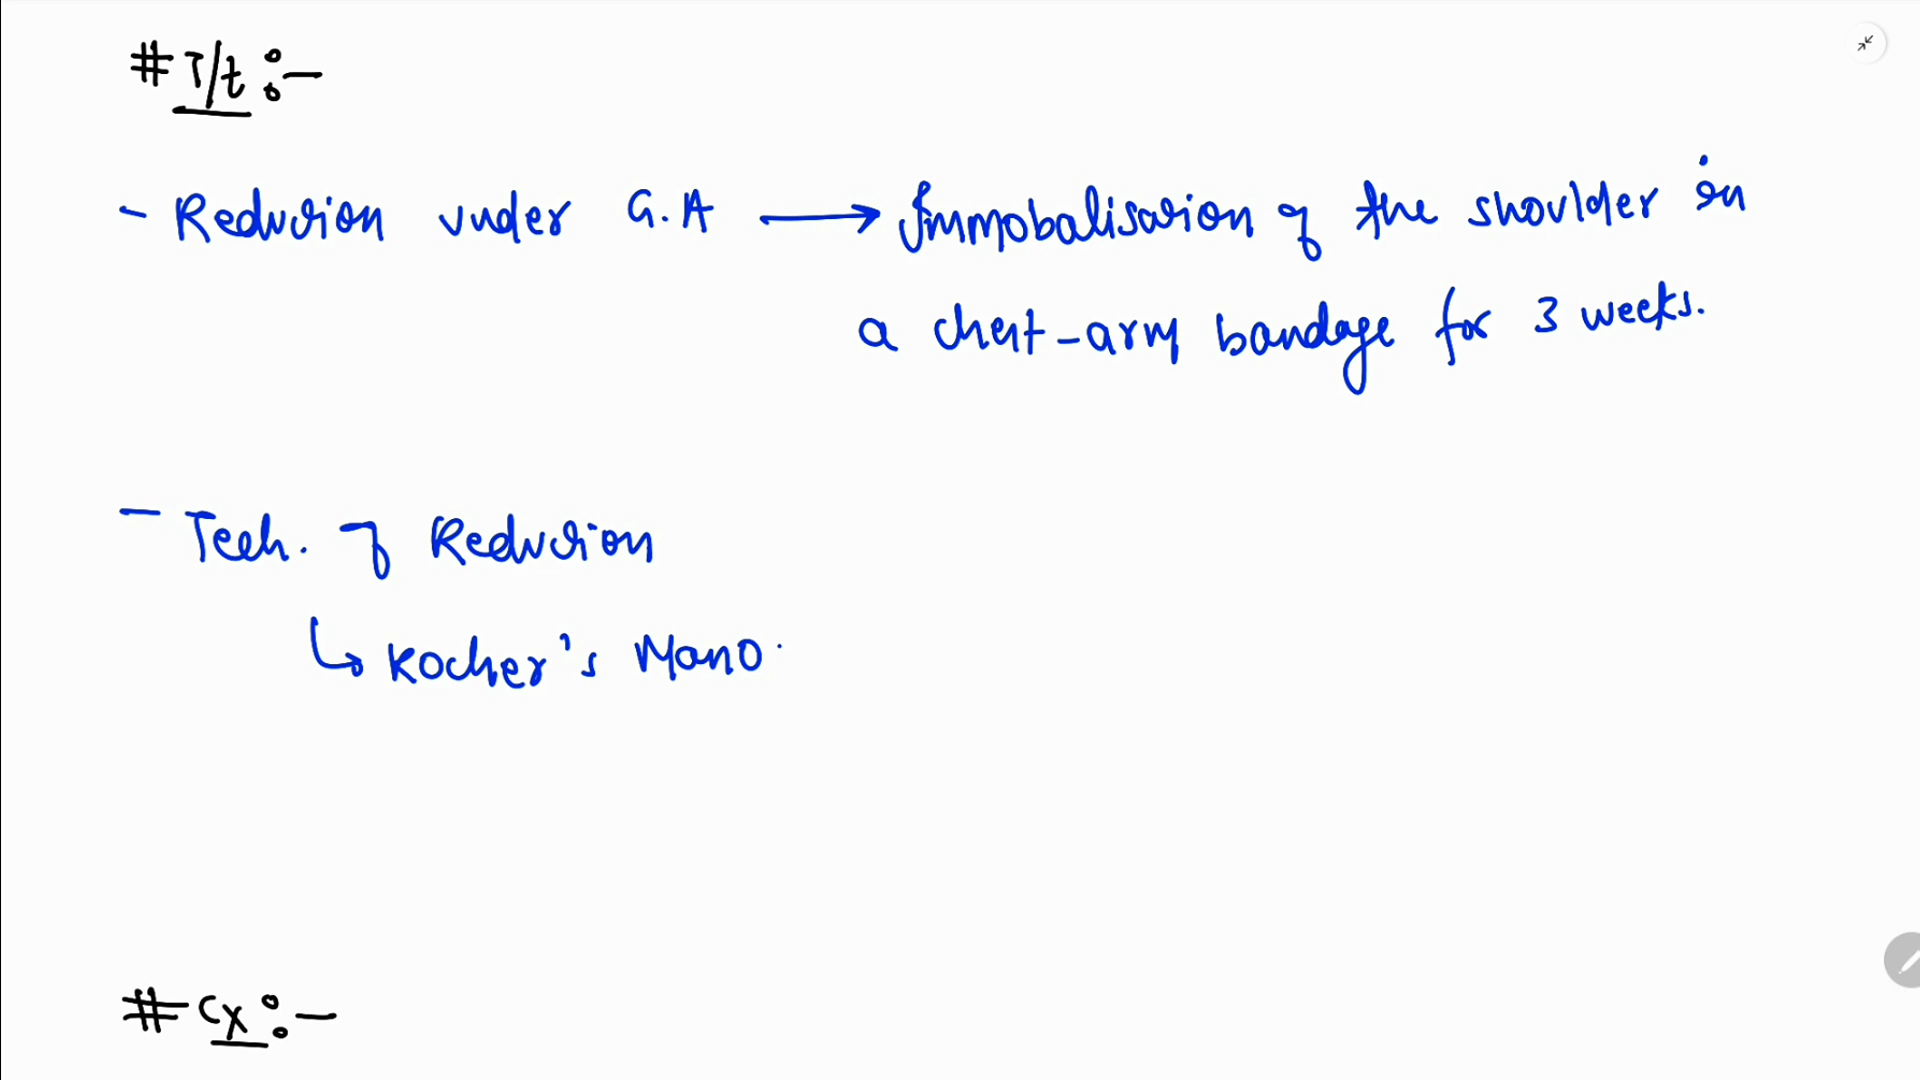 # T/t :-
- Reduction under G.A → Immobalisation of the shoulder in
a chest-arm bandage for 3 weeks.
- Tech. of Reduction
↳ Kocher's Mano
# Cx :-